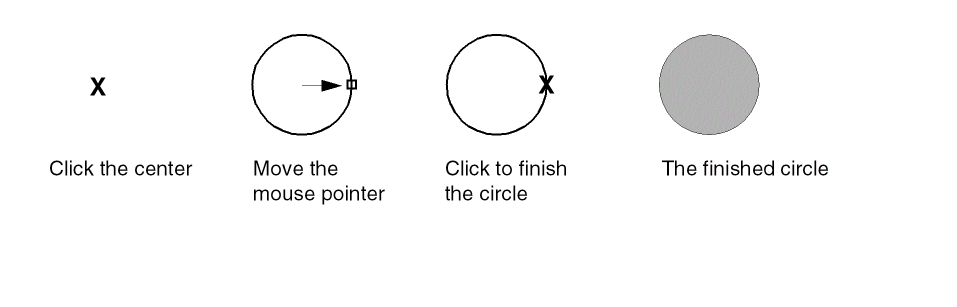 X
X
Click the center
Move the
mouse pointer
Click to finish
the circle
The finished circle